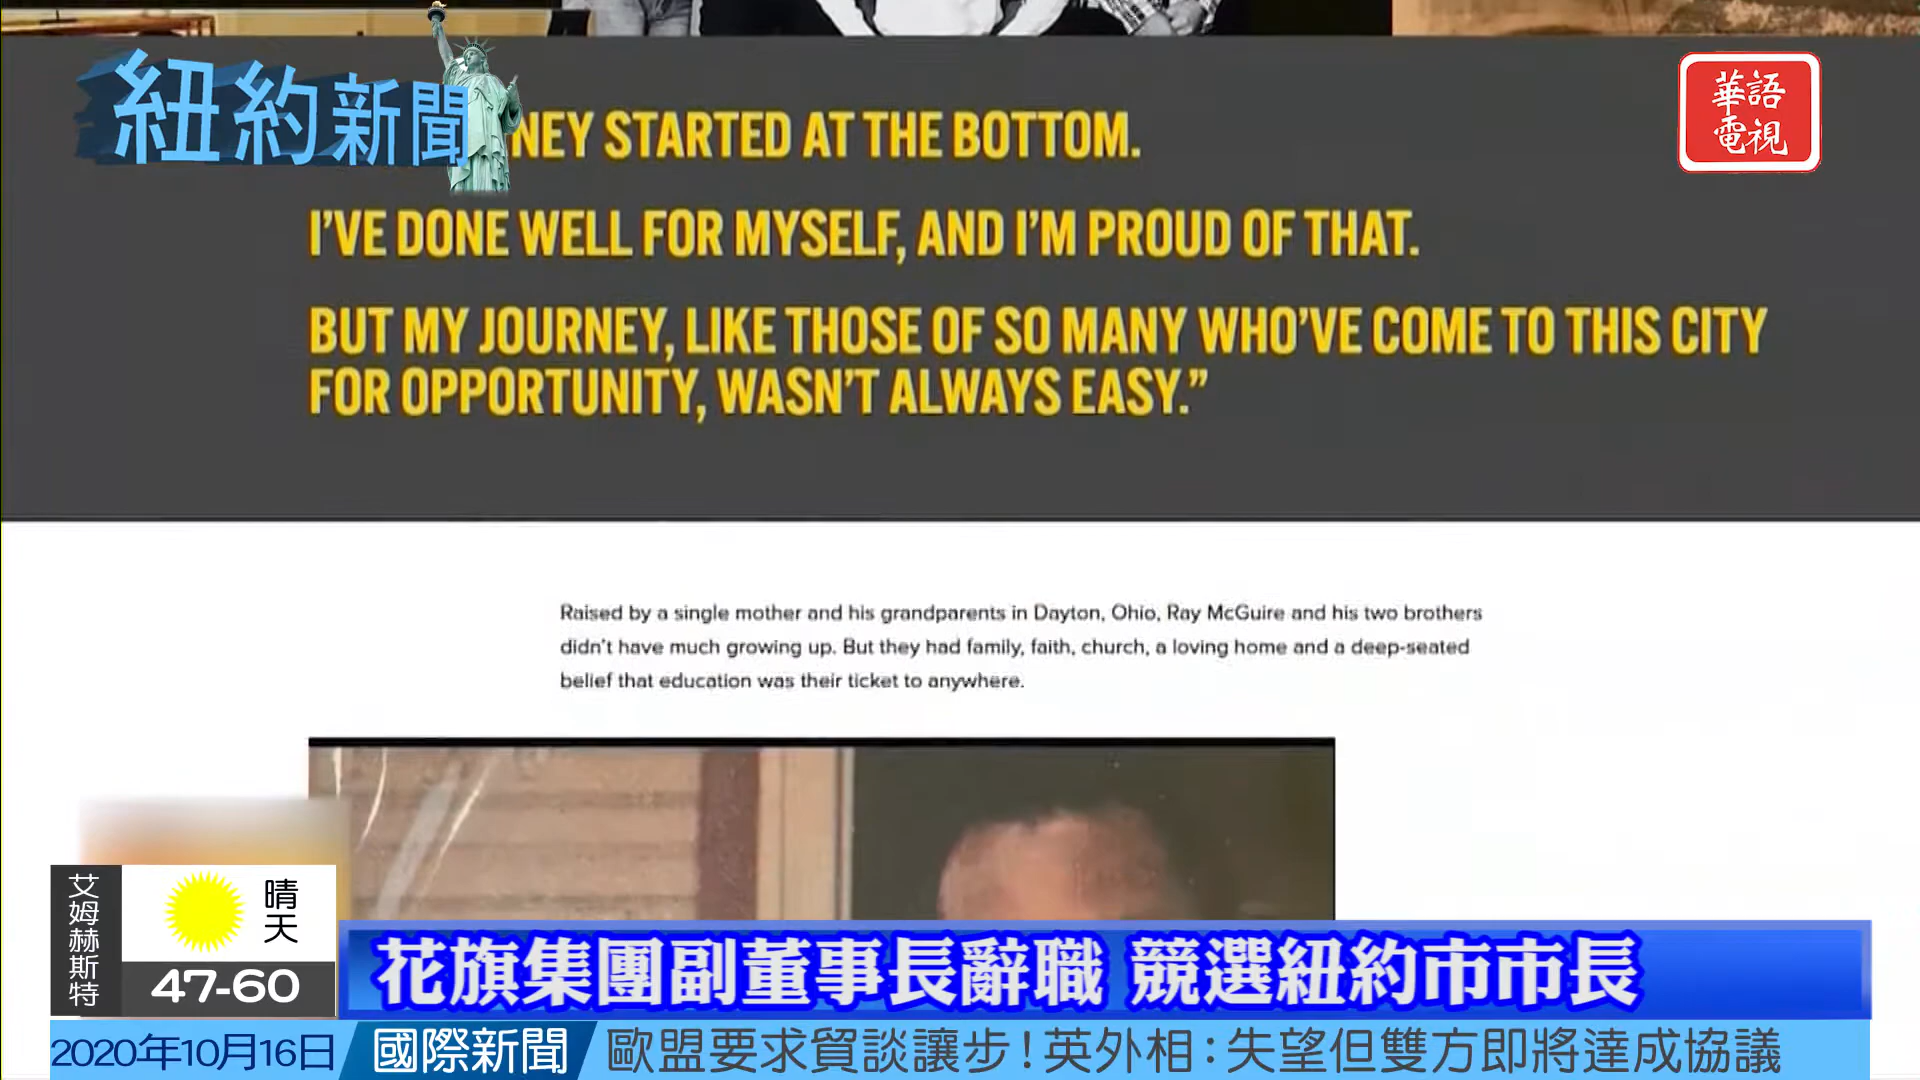 紐約新聞
華語
電視
NEY STARTED AT THE BOTTOM.
I'VE DONE WELL FOR MYSELF, AND I'M PROUD OF THAT.
BUT MY JOURNEY, LIKE THOSE OF SO MANY WHO'VE COME TO THIS CITY
FOR OPPORTUNITY, WASN'T ALWAYS EASY.”
Raised by a single mother and his grandparents in Dayton, Ohio, Ray McGuire and his two brothers
didn't have much growing up. But they had family, faith, church, a loving home and a deep-seated
belief that education was their ticket to anywhere.
艾姆赫斯特
晴天
47-60
花旗集團副董事長辭職 競選紐約市市長
2020年10月16日
國際新聞
歐盟要求貿談讓步！英外相：失望但雙方即將達成協議